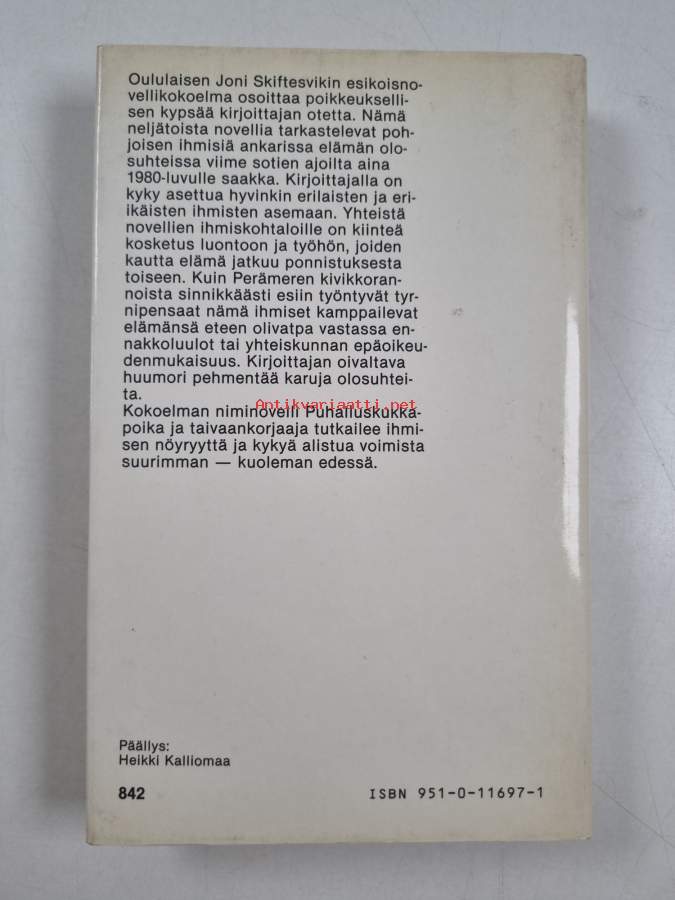 Oululaisen Joni Skiftesvikin esikoisno-
vellikokoelma osoittaa poikkeukselli-
sen kypsää kirjoittajan otetta. Nämä
neljätoista novellia tarkastelevat poh-
joisen ihmisiä ankarissa elämän olo-
suhteissa viime sotien ajoilta aina
1980-luvulle saakka. Kirjoittajalla on
kyky asettua hyvinkin erilaisten ja eri-
ikäisten ihmisten asemaan. Yhteistä
novellien ihmiskohtaloille on kiinteä
kosketus luontoon ja työhön, joiden
kautta elämä jatkuu ponnistuksesta
toiseen. Kuin Perämeren kivikkoran-
noista sinnikkäästi esiin työntyvät tyr-
nipensaat nämä ihmiset kamppailevat
elämänsä eteen olivatpa vastassa en-
nakkoluulot tai yhteiskunnan epäoikeu-
denmukaisuus. Kirjoittajan oivaltava
huumori pehmentää karuja olosuhtei-
ta.
Antikvariaatti.net
Kokoelman niminovelli Puhalluskukka-
poika ja taivaankorjaaja tutkailee ihmi-
sen nöyryyttä ja kykyä alistua voimista
suurimman — kuoleman edessä.
Päällys:
Heikki Kalliomaa
842
ISBN 951-0-11697-1